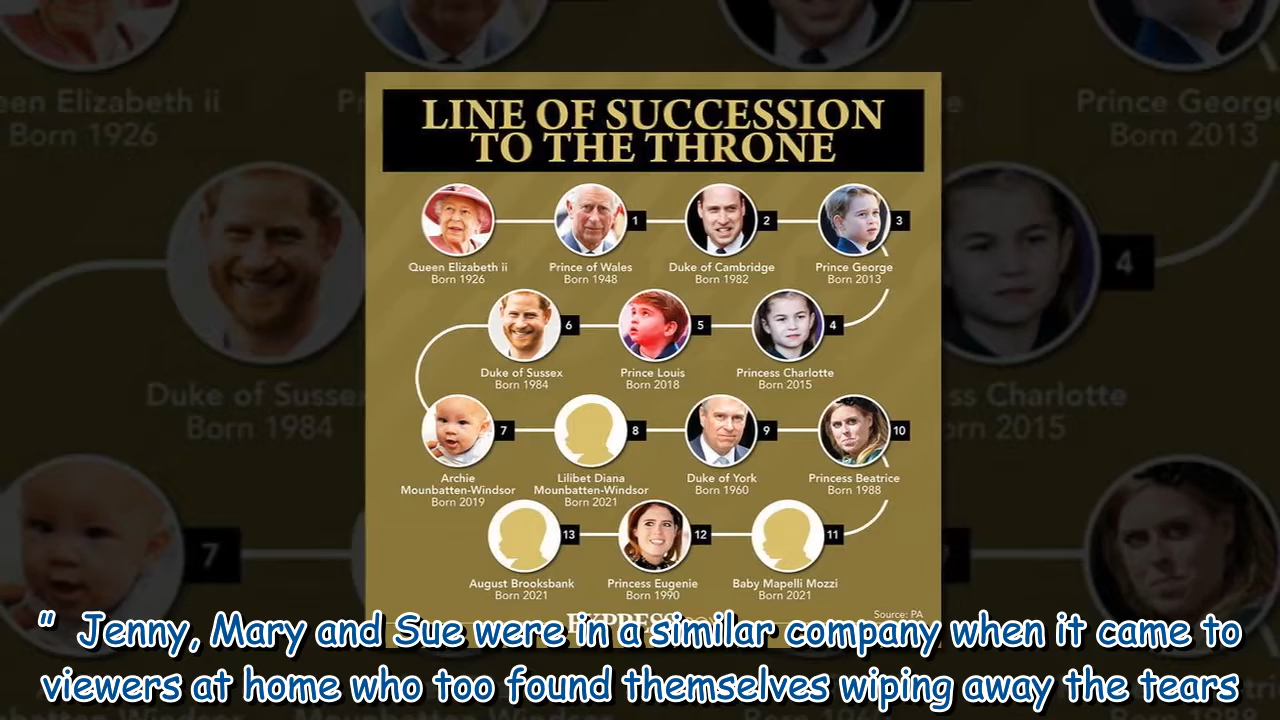 LINE OF SUCCESSION
TO THE THRONE
1
2
3
Queen Elizabeth ii
Born 1926
Prince of Wales
Born 1948
Duke of Cambridge
Born 1982
Prince George
Born 2013
6
5
4
Duke of Sussex
Born 1984
Prince Louis
Born 2018
Princess Charlotte
Born 2015
7
8
9
10
Archie
Mounbatten-Windsor
Born 2019
Lilibet Diana
Mounbatten-Windsor
Born 2021
Duke of York
Born 1960
Princess Beatrice
Born 1988
13
12
11
August Brooksbank
Born 2021
Princess Eugenie
Born 1990
Baby Mapelli Mozzi
Born 2021
Source: PA
een Elizabeth ii
Born 1926
Prince Georg
Born 2013
4
Duke of Susse
Born 1984
ss Charlotte
orn 2015
7
" Jenny, Mary and Sue were in a similar company when it came to
viewers at home who too found themselves wiping away the tears